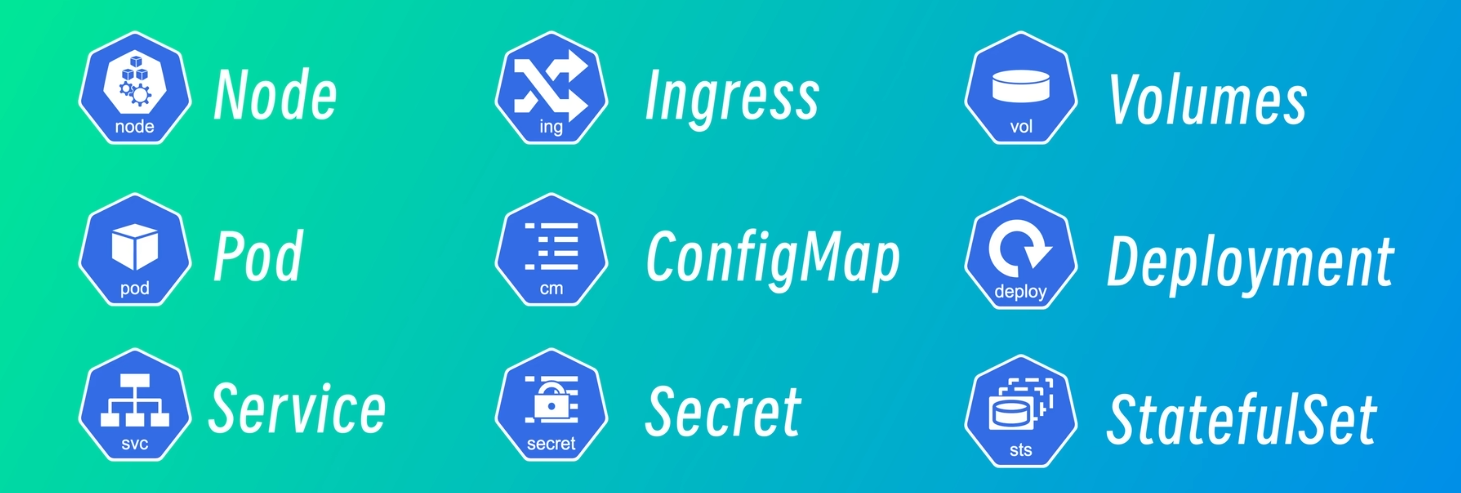 node Node
ing Ingress
vol Volumes
pod Pod
cm ConfigMap
deploy Deployment
svc Service
secret Secret
sts StatefulSet